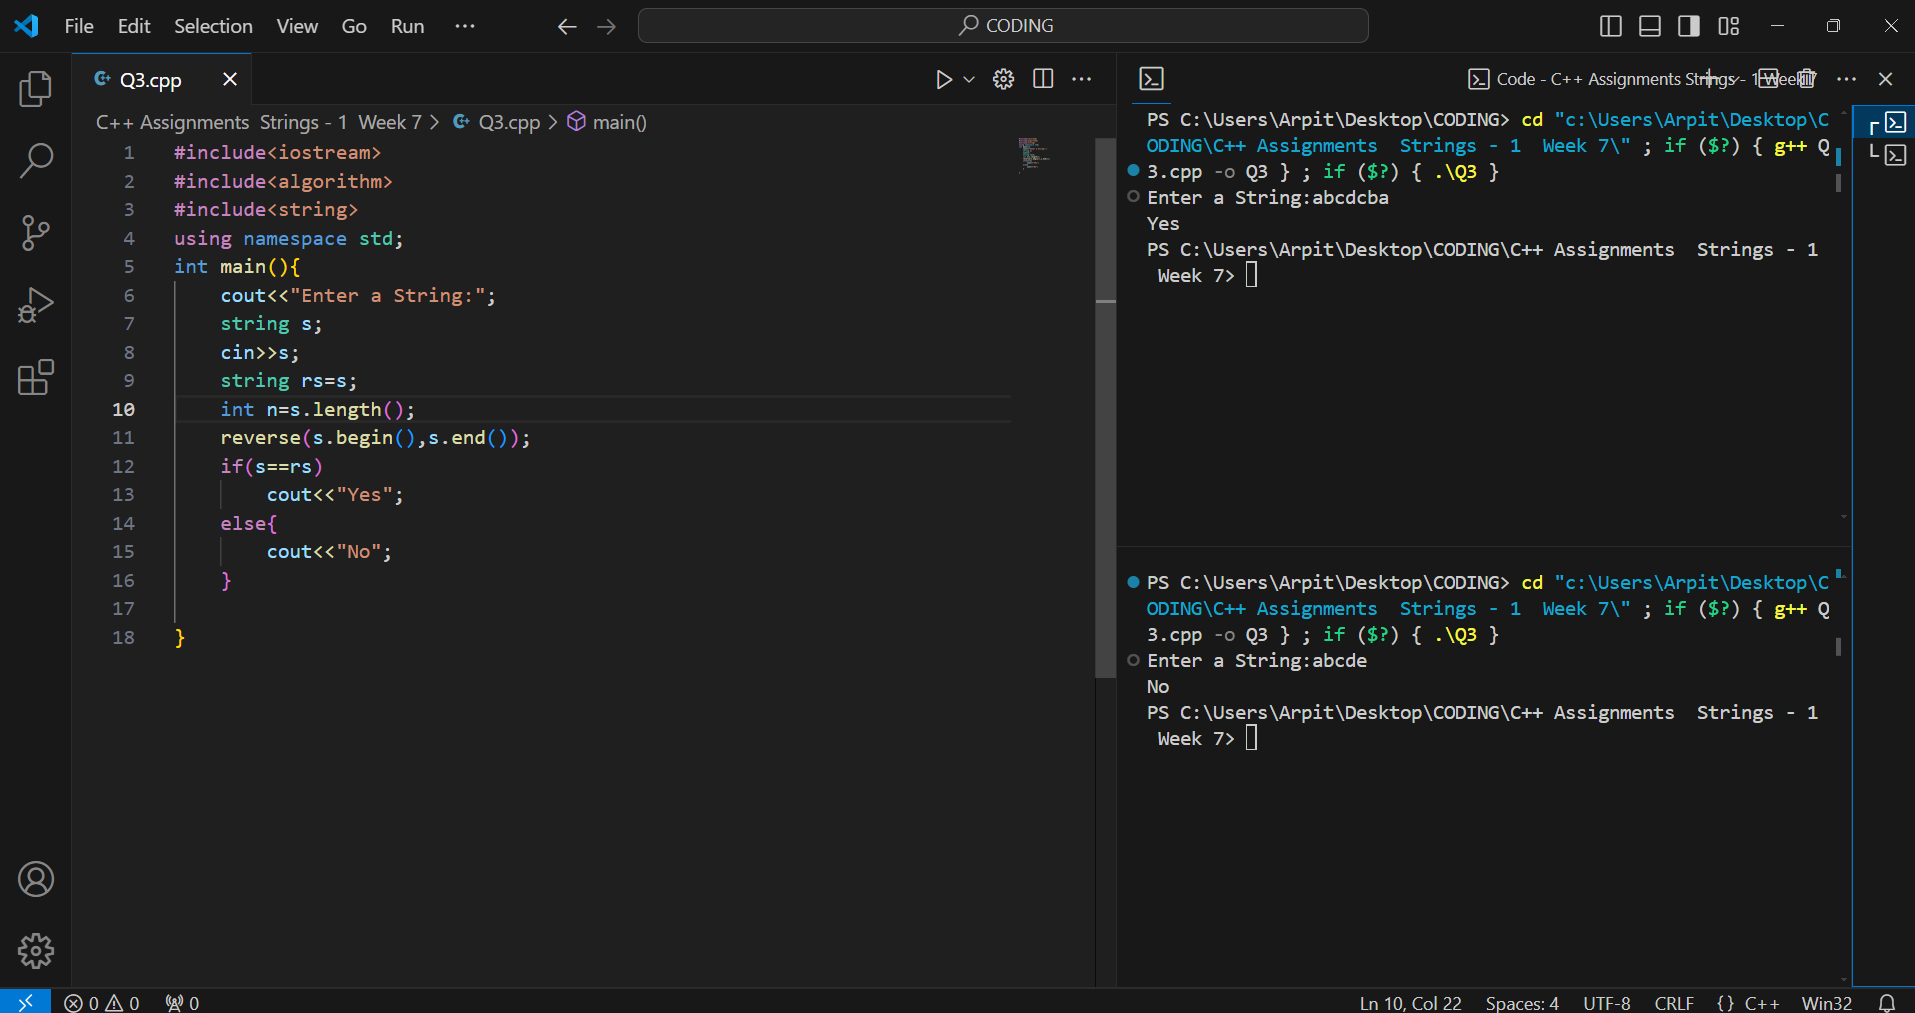 File Edit Selection View Go Run ···
CODING
Q3.cpp
C++ Assignments Strings - 1 Week 7 > Q3.cpp > main()
1 #include<iostream>
2 #include<algorithm>
3 #include<string>
4 using namespace std;
5 int main(){
6 cout<<"Enter a String:";
7 string s;
8 cin>>s;
9 string rs=s;
10 int n=s.length();
11 reverse(s.begin(),s.end());
12 if(s==rs)
13 cout<<"Yes";
14 else{
15 cout<<"No";
16 }
17
18 }
Code - C++ Assignments Strings - 1 Week 7
PS C:\Users\Arpit\Desktop\CODING> cd "c:\Users\Arpit\Desktop\C
ODING\C++ Assignments  Strings - 1  Week 7\" ; if ($?) { g++ Q
3.cpp -o Q3 } ; if ($?) { .\Q3 }
Enter a String:abcdcba
Yes
PS C:\Users\Arpit\Desktop\CODING\C++ Assignments  Strings - 1
Week 7>
PS C:\Users\Arpit\Desktop\CODING> cd "c:\Users\Arpit\Desktop\C
ODING\C++ Assignments  Strings - 1  Week 7\" ; if ($?) { g++ Q
3.cpp -o Q3 } ; if ($?) { .\Q3 }
Enter a String:abcde
No
PS C:\Users\Arpit\Desktop\CODING\C++ Assignments  Strings - 1
Week 7>
0 0 0
Ln 10, Col 22 Spaces: 4 UTF-8 CRLF {} C++ Win32